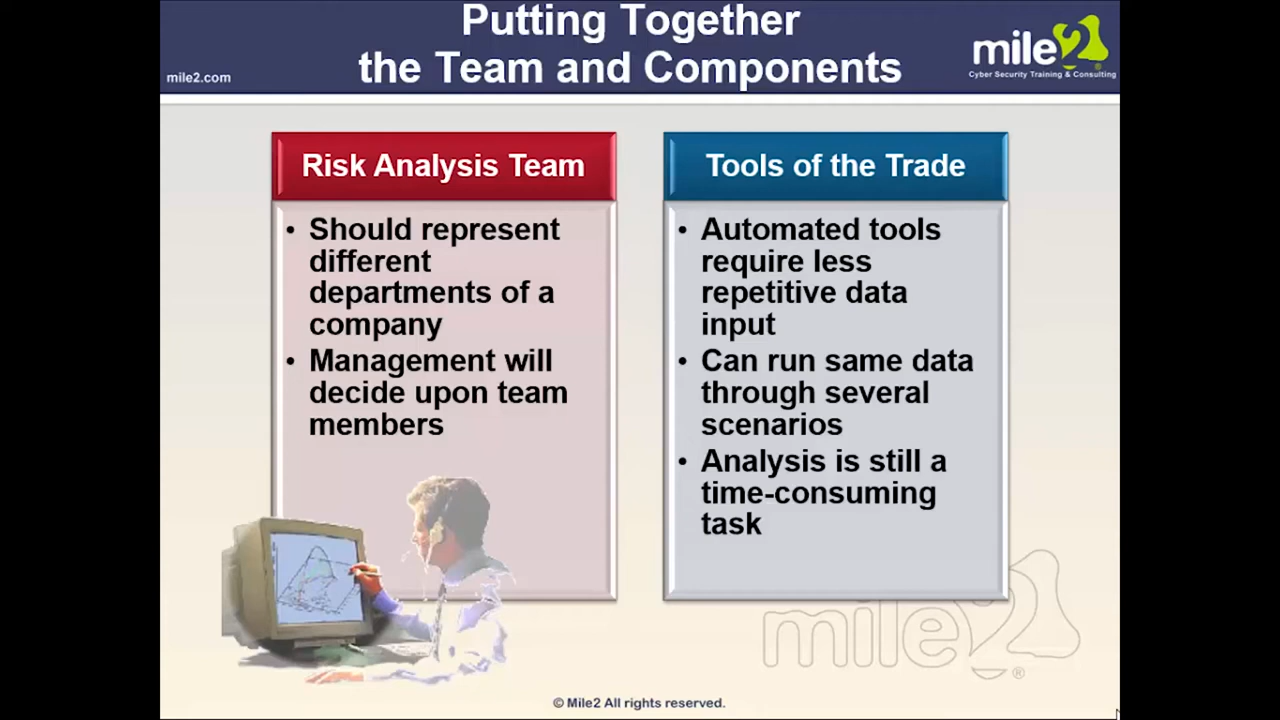 Putting Together
the Team and Components
mile2.com
mile2
Cyber Security Training & Consulting
Risk Analysis Team
• Should represent
different
departments of a
company
• Management will
decide upon team
members
Tools of the Trade
• Automated tools
require less
repetitive data
input
• Can run same data
through several
scenarios
• Analysis is still a
time-consuming
task
mile2®
© Mile2 All rights reserved.